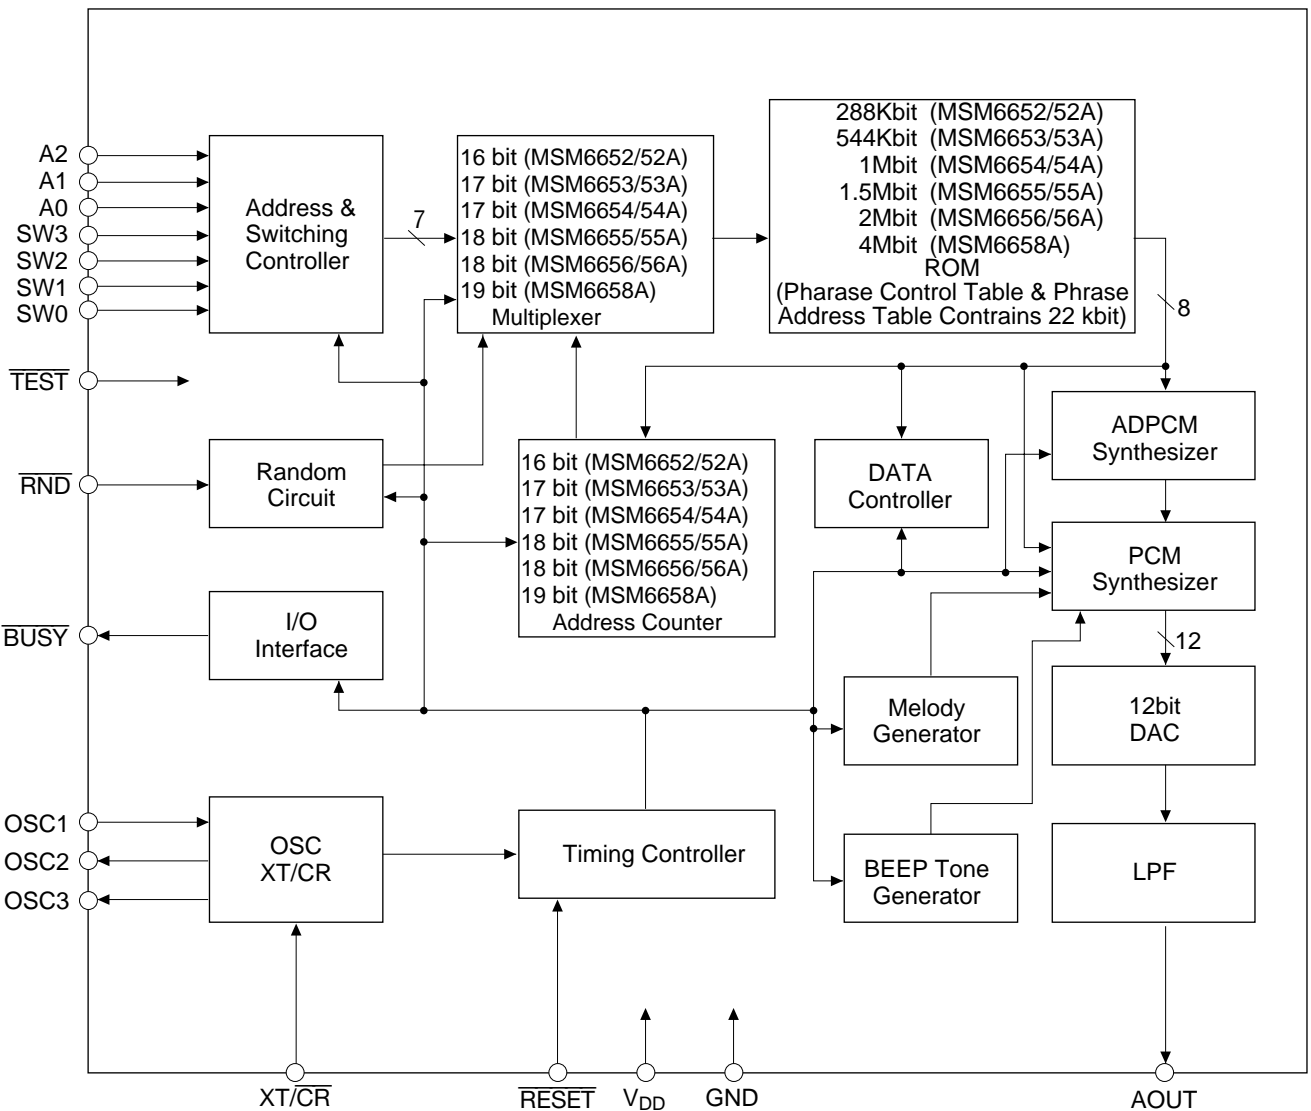 A2
A1
A0
SW3
SW2
SW1
SW0
TEST
RND
BUSY
OSC1
OSC2
OSC3
Address &
Switching
Controller
7
16 bit (MSM6652/52A)
17 bit (MSM6653/53A)
17 bit (MSM6654/54A)
18 bit (MSM6655/55A)
18 bit (MSM6656/56A)
19 bit (MSM6658A)
Multiplexer
288Kbit (MSM6652/52A)
544Kbit (MSM6653/53A)
1Mbit (MSM6654/54A)
1.5Mbit (MSM6655/55A)
2Mbit (MSM6656/56A)
4Mbit (MSM6658A)
ROM
(Pharase Control Table & Phrase
Address Table Contrains 22 kbit)
8
Random
Circuit
16 bit (MSM6652/52A)
17 bit (MSM6653/53A)
17 bit (MSM6654/54A)
18 bit (MSM6655/55A)
18 bit (MSM6656/56A)
19 bit (MSM6658A)
Address Counter
DATA
Controller
ADPCM
Synthesizer
PCM
Synthesizer
12
I/O
Interface
Melody
Generator
12bit
DAC
OSC
XT/CR
Timing Controller
BEEP Tone
Generator
LPF
XT/CR
RESET
VDD
GND
AOUT